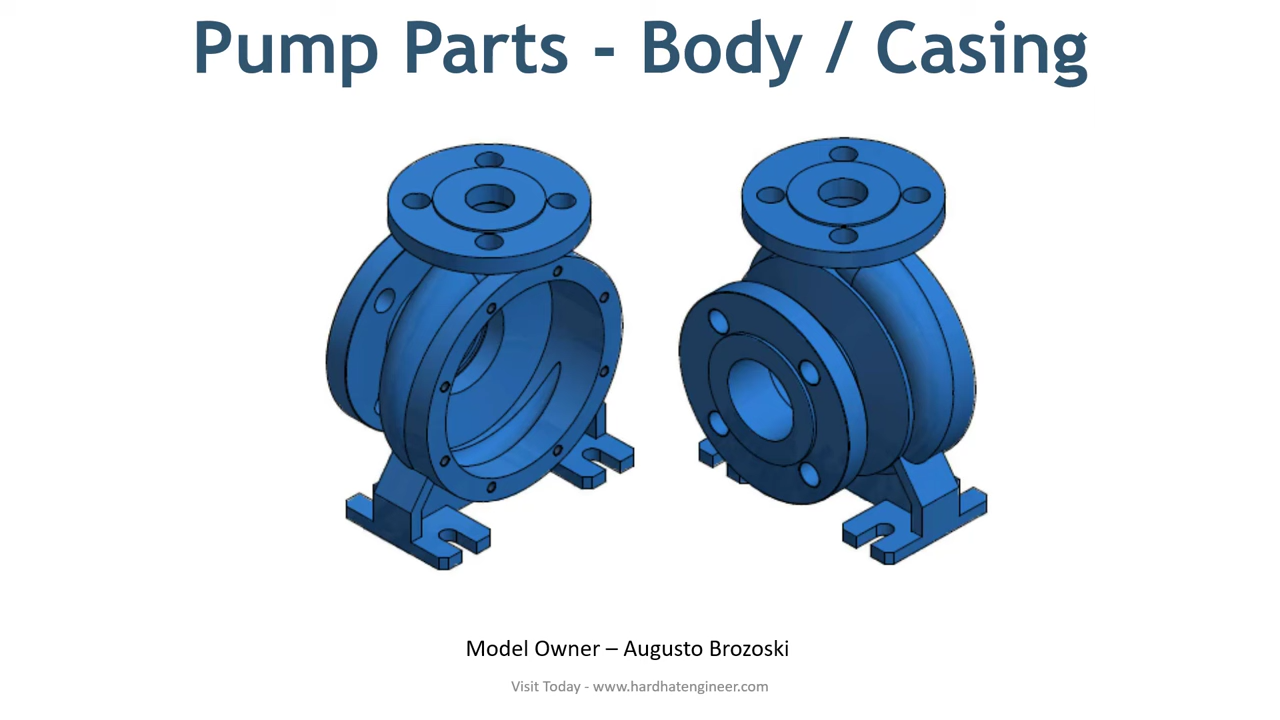 Pump Parts - Body / Casing
Model Owner – Augusto Brozoski
Visit Today - www.hardhatengineer.com